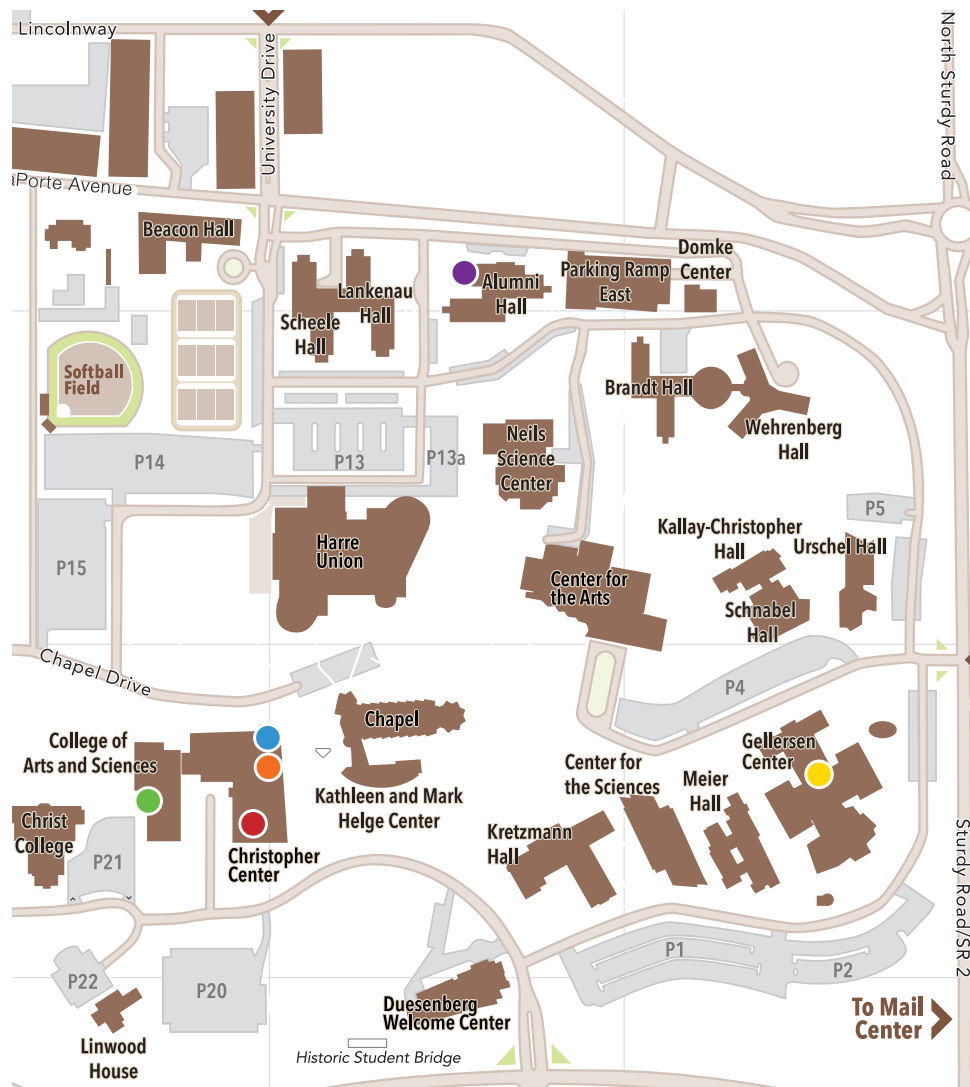 Lincolnway
University Drive
North Sturdy Road
aPorte Avenue
Beacon Hall
Domke
Center
Lankenau
Hall
Alumni
Hall
Parking Ramp
East
Scheele
Hall
Softball
Field
Brandt Hall
Wehrenberg
Hall
Neils
Science
Center
P14
P13
P13a
P5
Kallay-Christopher
Hall
Urschel Hall
Harre
Union
P15
Center for
the Arts
Schnabel
Hall
Chapel Drive
P4
Chapel
College of
Arts and Sciences
Gellersen
Center
Center for
the Sciences
Meier
Hall
Kathleen and Mark
Helge Center
Christ
College
Kretzmann
Hall
P21
Christopher
Center
Sturdy Road/SR 2
P1
P2
P22
P20
Duesenberg
Welcome Center
To Mail
Center
Linwood
House
Historic Student Bridge